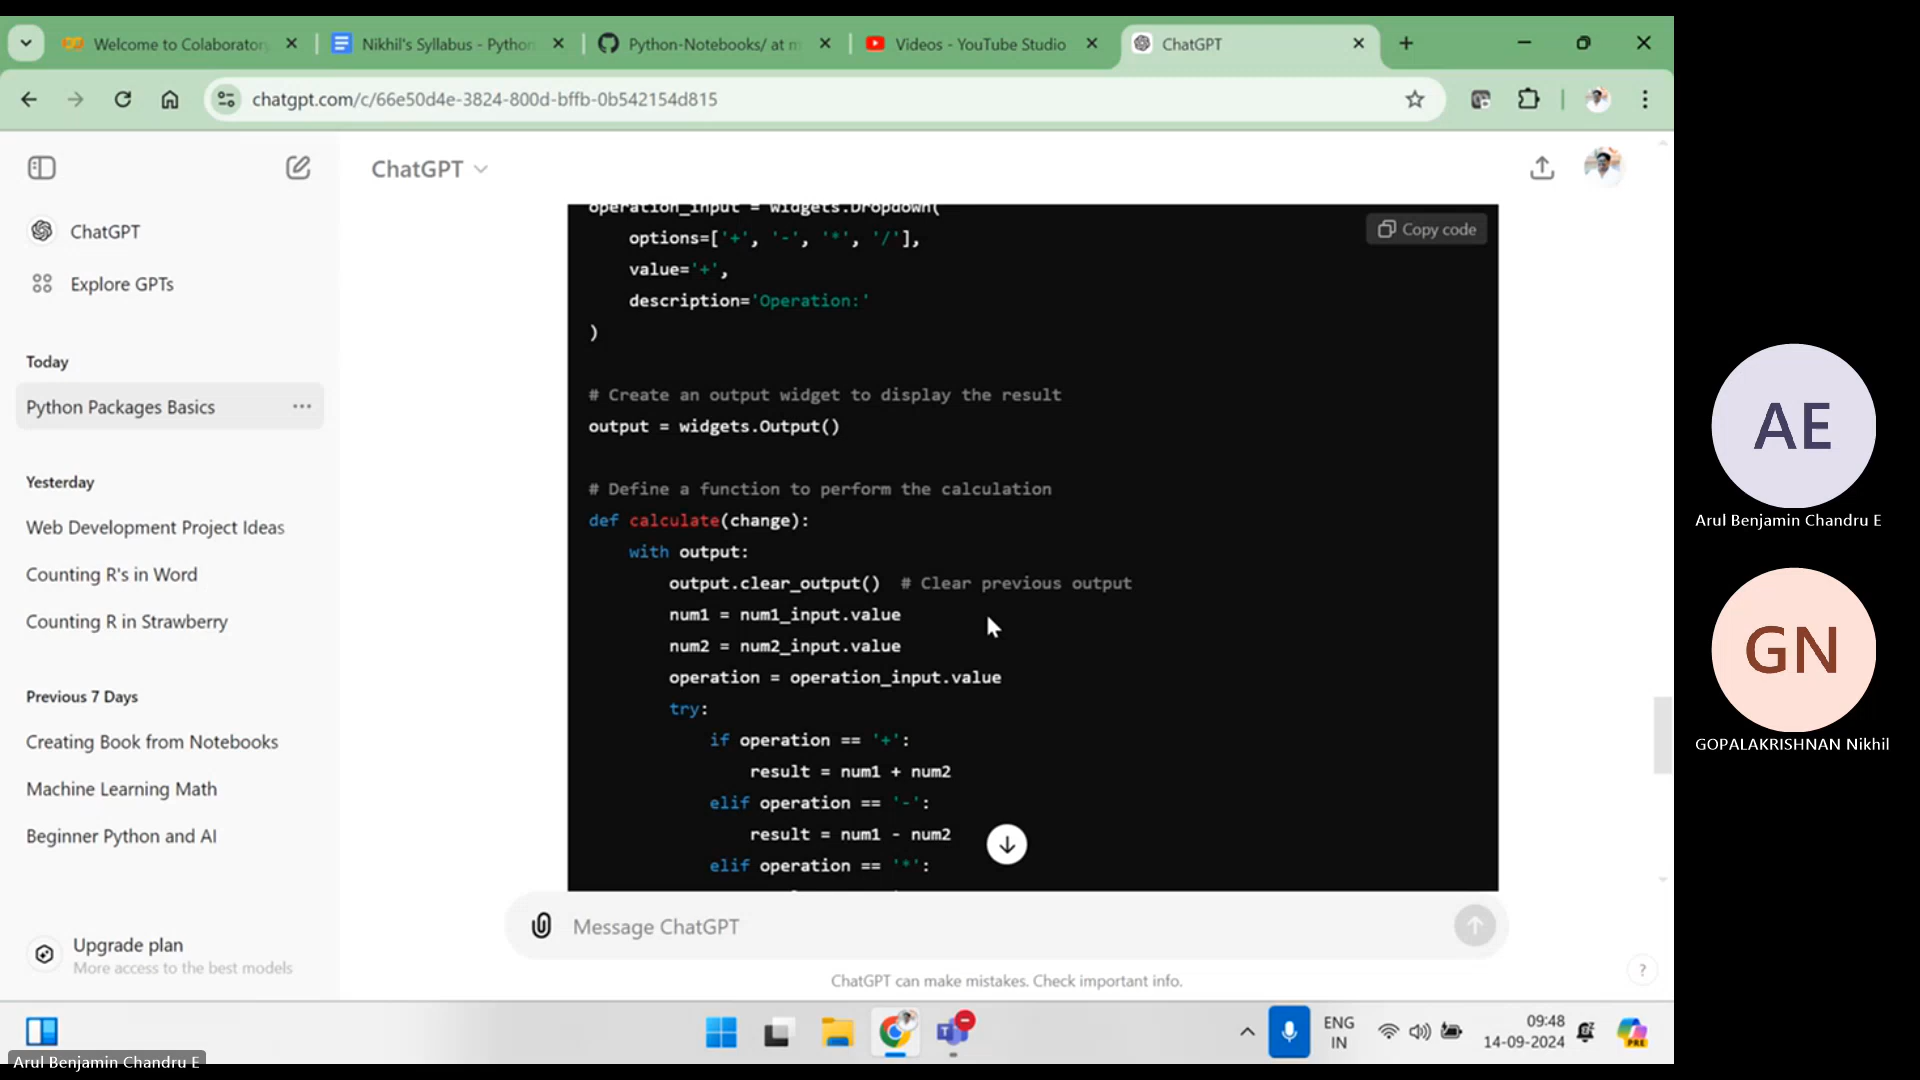 Welcome to Colaboratory
Nikhil's Syllabus - Python
Python-Notebooks/ at m
Videos - YouTube Studio
ChatGPT
chatgpt.com/c/66e50d4e-3824-800d-bffb-0b542154d815
ChatGPT
Explore GPTs
Today
Python Packages Basics
Yesterday
Web Development Project Ideas
Counting R's in Word
Counting R in Strawberry
Previous 7 Days
Creating Book from Notebooks
Machine Learning Math
Beginner Python and AI
Upgrade plan
More access to the best models
ChatGPT
Copy code
operation_input = widgets.Dropdown(
options=['+', '-', '*', '/'],
value='+',
description='Operation:'
)
# Create an output widget to display the result
output = widgets.Output()
# Define a function to perform the calculation
def calculate(change):
with output:
output.clear_output()  # Clear previous output
num1 = num1_input.value
num2 = num2_input.value
operation = operation_input.value
try:
if operation == '+':
result = num1 + num2
elif operation == '-':
result = num1 - num2
elif operation == '*':
Message ChatGPT
ChatGPT can make mistakes. Check important info.
?
ENG
IN
09:48
14-09-2024
PRE
Arul Benjamin Chandru E
AE
Arul Benjamin Chandru E
GN
GOPALAKRISHNAN Nikhil